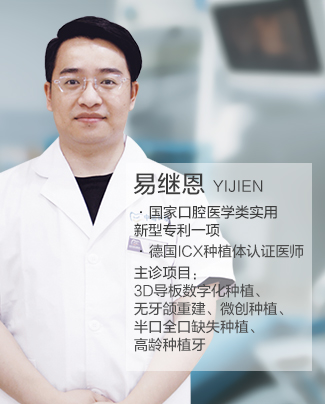 易继恩 YIJIEN
· 国家口腔医学类实用
新型专利一项
· 德国ICX种植体认证医师
主诊项目：
3D导板数字化种植、
无牙颌重建、微创种植、
半口全口缺失种植、
高龄种植牙